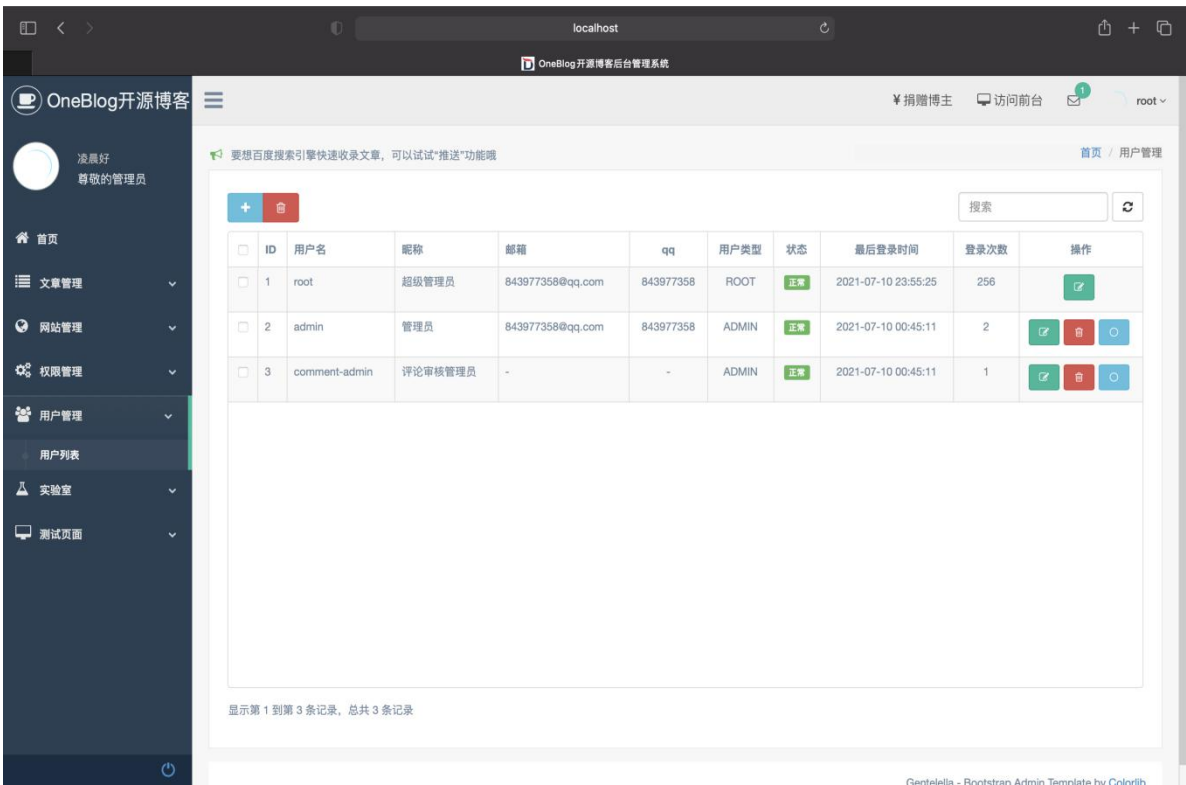 localhost
OneBlog开源博客后台管理系统
OneBlog开源博客
¥捐赠博主 访问前台 1 root
凌晨好
尊敬的管理员
要想百度搜索引擎快速收录文章，可以试试“推送”功能哦
首页 / 用户管理
搜索
首页
文章管理
网站管理
权限管理
用户管理
用户列表
实验室
测试页面
ID 用户名 昵称 邮箱 qq 用户类型 状态 最后登录时间 登录次数 操作
1 root 超级管理员 843977358@qq.com 843977358 ROOT 正常 2021-07-10 23:55:25 256
2 admin 管理员 843977358@qq.com 843977358 ADMIN 正常 2021-07-10 00:45:11 2
3 comment-admin 评论审核管理员 - - ADMIN 正常 2021-07-10 00:45:11 1
显示第 1 到第 3 条记录，总共 3 条记录
Gentelella - Bootstrap Admin Template by Colorlib